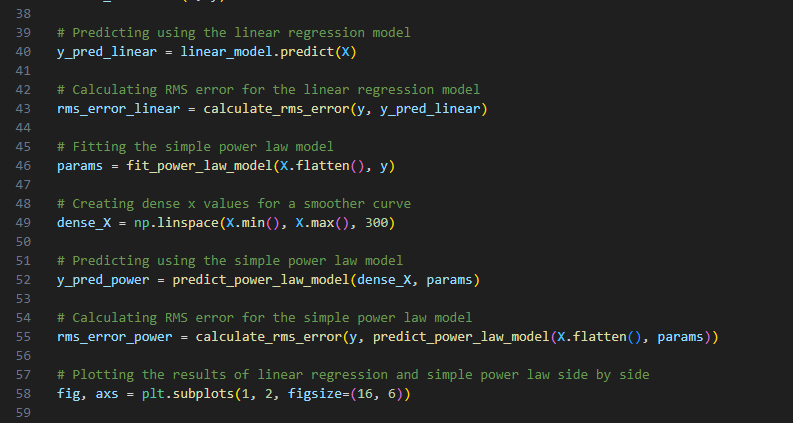 38
39 # Predicting using the linear regression model
40 y_pred_linear = linear_model.predict(X)
41
42 # Calculating RMS error for the linear regression model
43 rms_error_linear = calculate_rms_error(y, y_pred_linear)
44
45 # Fitting the simple power law model
46 params = fit_power_law_model(X.flatten(), y)
47
48 # Creating dense x values for a smoother curve
49 dense_X = np.linspace(X.min(), X.max(), 300)
50
51 # Predicting using the simple power law model
52 y_pred_power = predict_power_law_model(dense_X, params)
53
54 # Calculating RMS error for the simple power law model
55 rms_error_power = calculate_rms_error(y, predict_power_law_model(X.flatten(), params))
56
57 # Plotting the results of linear regression and simple power law side by side
58 fig, axs = plt.subplots(1, 2, figsize=(16, 6))
59